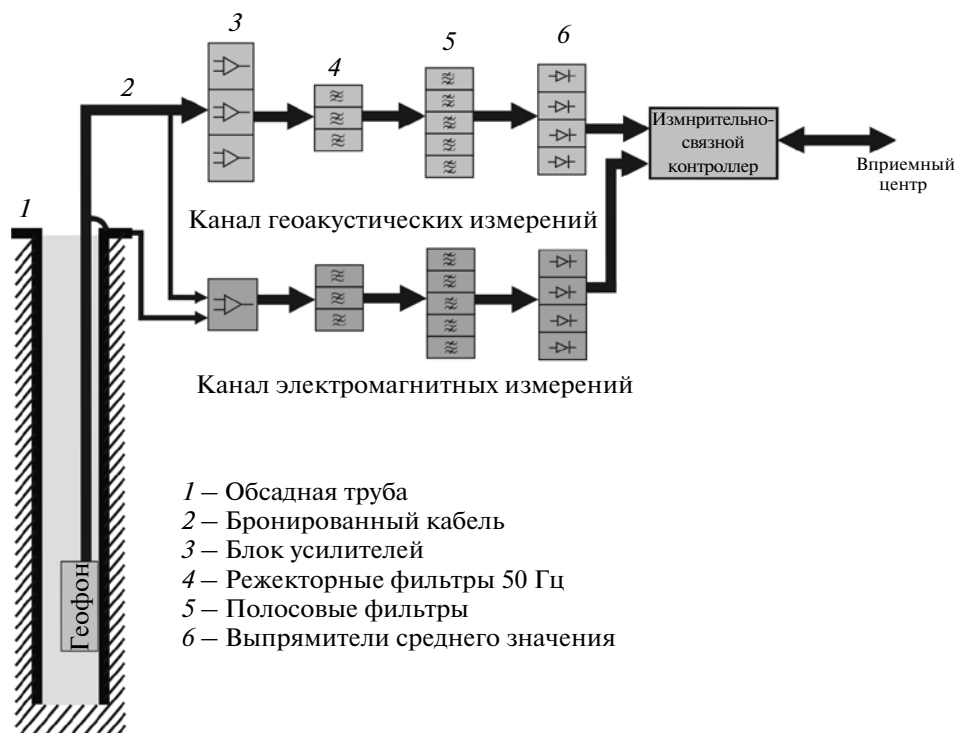 3
6
5
4
2
Измнрительно-
связной
контроллер
Вприемный
центр
1
Канал геоакустических измерений
Канал электромагнитных измерений
1 – Обсадная труба
2 – Бронированный кабель
3 – Блок усилителей
4 – Режекторные фильтры 50 Гц
5 – Полосовые фильтры
6 – Выпрямители среднего значения
Геофон